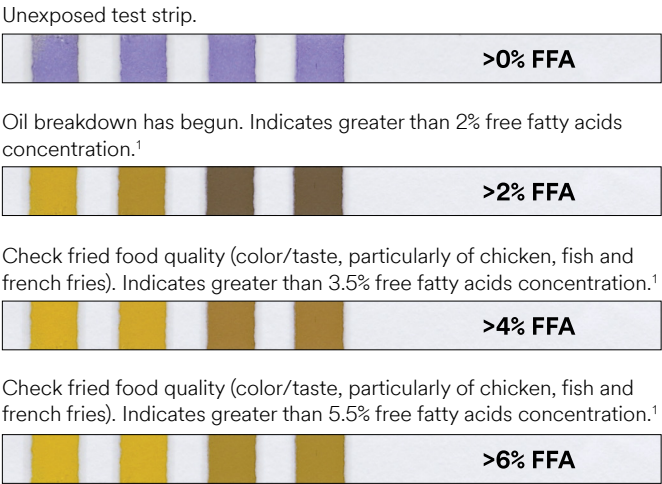 Unexposed test strip.
>0% FFA
Oil breakdown has begun. Indicates greater than 2% free fatty acids
concentration.¹
>2% FFA
Check fried food quality (color/taste, particularly of chicken, fish and
french fries). Indicates greater than 3.5% free fatty acids concentration.¹
>4% FFA
Check fried food quality (color/taste, particularly of chicken, fish and
french fries). Indicates greater than 5.5% free fatty acids concentration.¹
>6% FFA